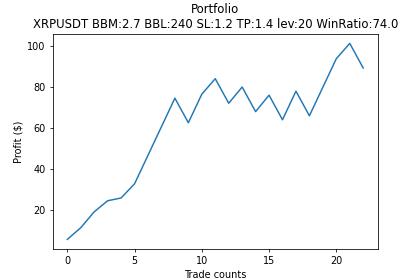 Portfolio
XRPUSDT BBM:2.7 BBL:240 SL:1.2 TP:1.4 lev:20 WinRatio:74.0
100
80
60
40
20
Profit ($)
0 5 10 15 20
Trade counts